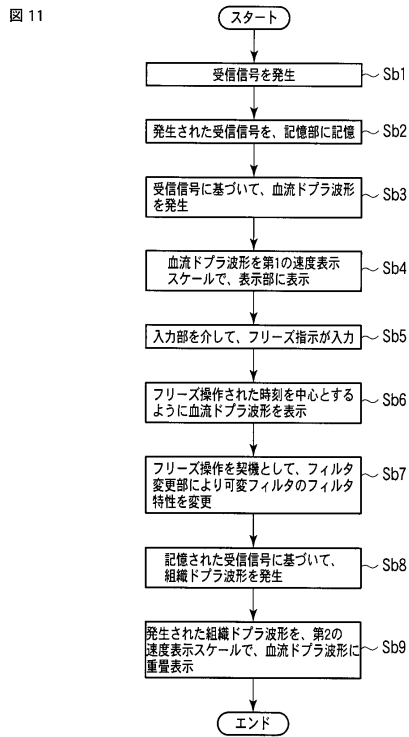 図 11
スタート
受信信号を発生
Sb1
発生された受信信号を、記憶部に記憶
Sb2
受信信号に基づいて、血流ドプラ波形
を発生
Sb3
血流ドプラ波形を第1の速度表示
スケールで、表示部に表示
Sb4
入力部を介して、フリーズ指示が入力
Sb5
フリーズ操作された時刻を中心とする
ように血流ドプラ波形を表示
Sb6
フリーズ操作を契機として、フィルタ
変更部により可変フィルタのフィルタ
特性を変更
Sb7
記憶された受信信号に基づいて、
組織ドプラ波形を発生
Sb8
発生された組織ドプラ波形を、第2の
速度表示スケールで、血流ドプラ波形に
重畳表示
Sb9
エンド